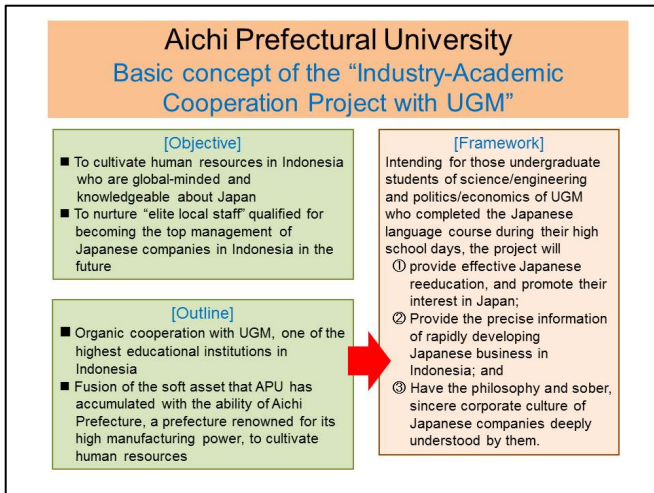 Aichi Prefectural University
Basic concept of the “Industry-Academic
Cooperation Project with UGM”
[Objective]
■ To cultivate human resources in Indonesia
who are global-minded and
knowledgeable about Japan
■ To nurture “elite local staff” qualified for
becoming the top management of
Japanese companies in Indonesia in the
future
[Outline]
■ Organic cooperation with UGM, one of the
highest educational institutions in
Indonesia
■ Fusion of the soft asset that APU has
accumulated with the ability of Aichi
Prefecture, a prefecture renowned for its
high manufacturing power, to cultivate
human resources
[Framework]
Intending for those undergraduate
students of science/engineering
and politics/economics of UGM
who completed the Japanese
language course during their high
school days, the project will
① provide effective Japanese
reeducation, and promote their
interest in Japan;
② Provide the precise information
of rapidly developing
Japanese business in
Indonesia; and
③ Have the philosophy and sober,
sincere corporate culture of
Japanese companies deeply
understood by them.